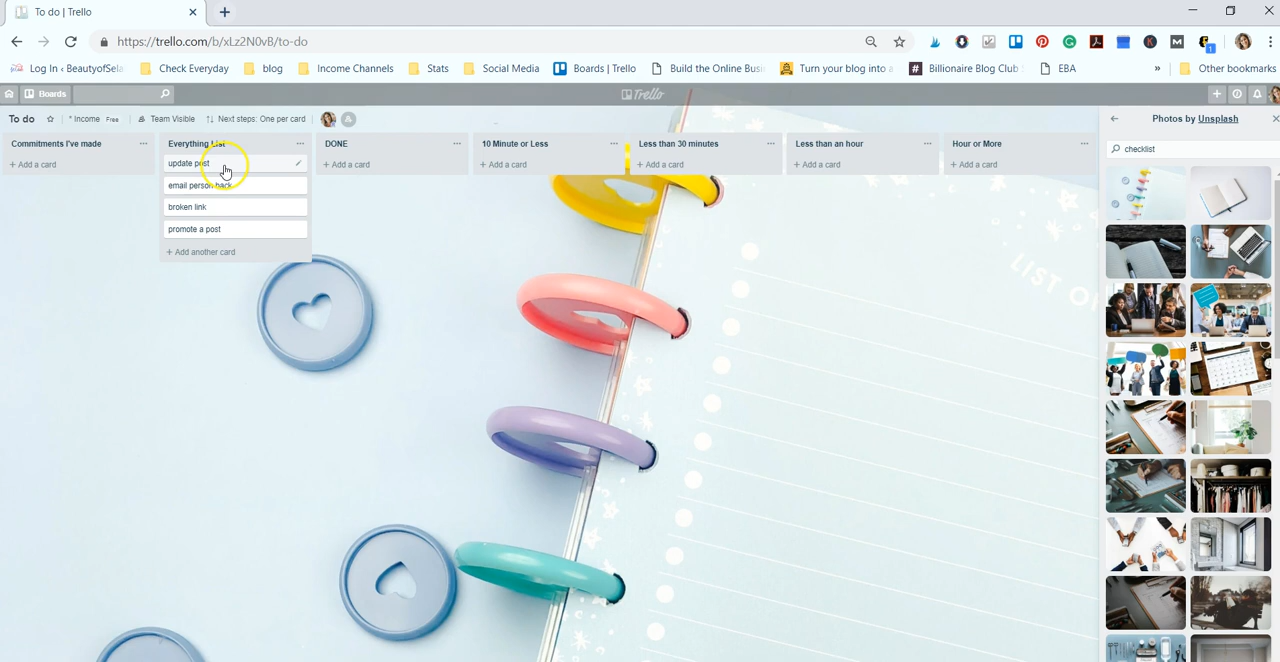 To do | Trello
https://trello.com/b/xLz2N0vB/to-do
Log In ‹ BeautyofSela
Check Everyday
blog
Income Channels
Stats
Social Media
Boards | Trello
Build the Online Busi
Turn your blog into a
Billionaire Blog Club
EBA
»
Other bookmarks
Boards
Trello
To do
* Income Free
Team Visible
Next steps: One per card
A
Photos by Unsplash
checklist
Commitments I've made
+ Add a card
Everything List
update post
email person back
broken link
promote a post
+ Add another card
DONE
+ Add a card
10 Minute or Less
+ Add a card
Less than 30 minutes
+ Add a card
Less than an hour
+ Add a card
Hour or More
+ Add a card
LIST O